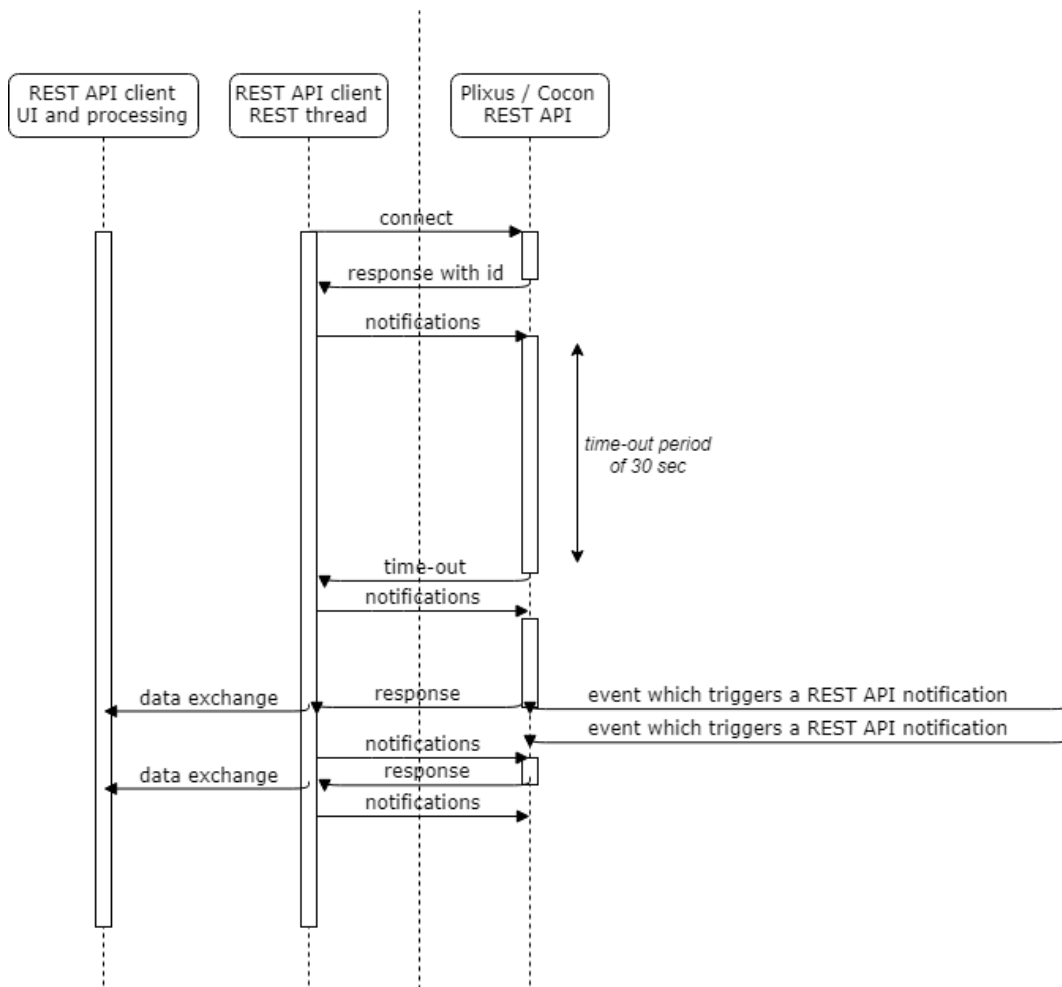 REST API client
UI and processing
REST API client
REST thread
Plixus / Cocon
REST API
connect
response with id
notifications
time-out period
of 30 sec
time-out
notifications
data exchange
response
event which triggers a REST API notification
event which triggers a REST API notification
notifications
data exchange
response
notifications